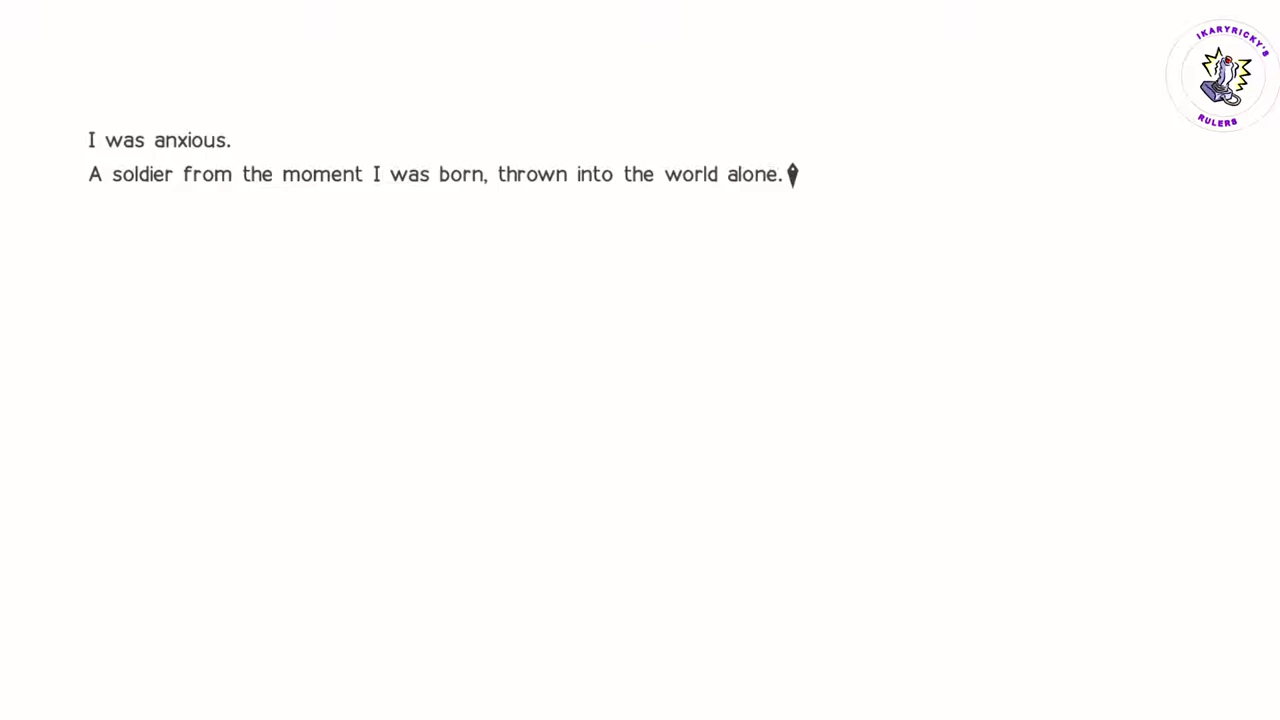 IKARYRICKY'S
I was anxious.
A soldier from the moment I was born, thrown into the world alone.
RULERS